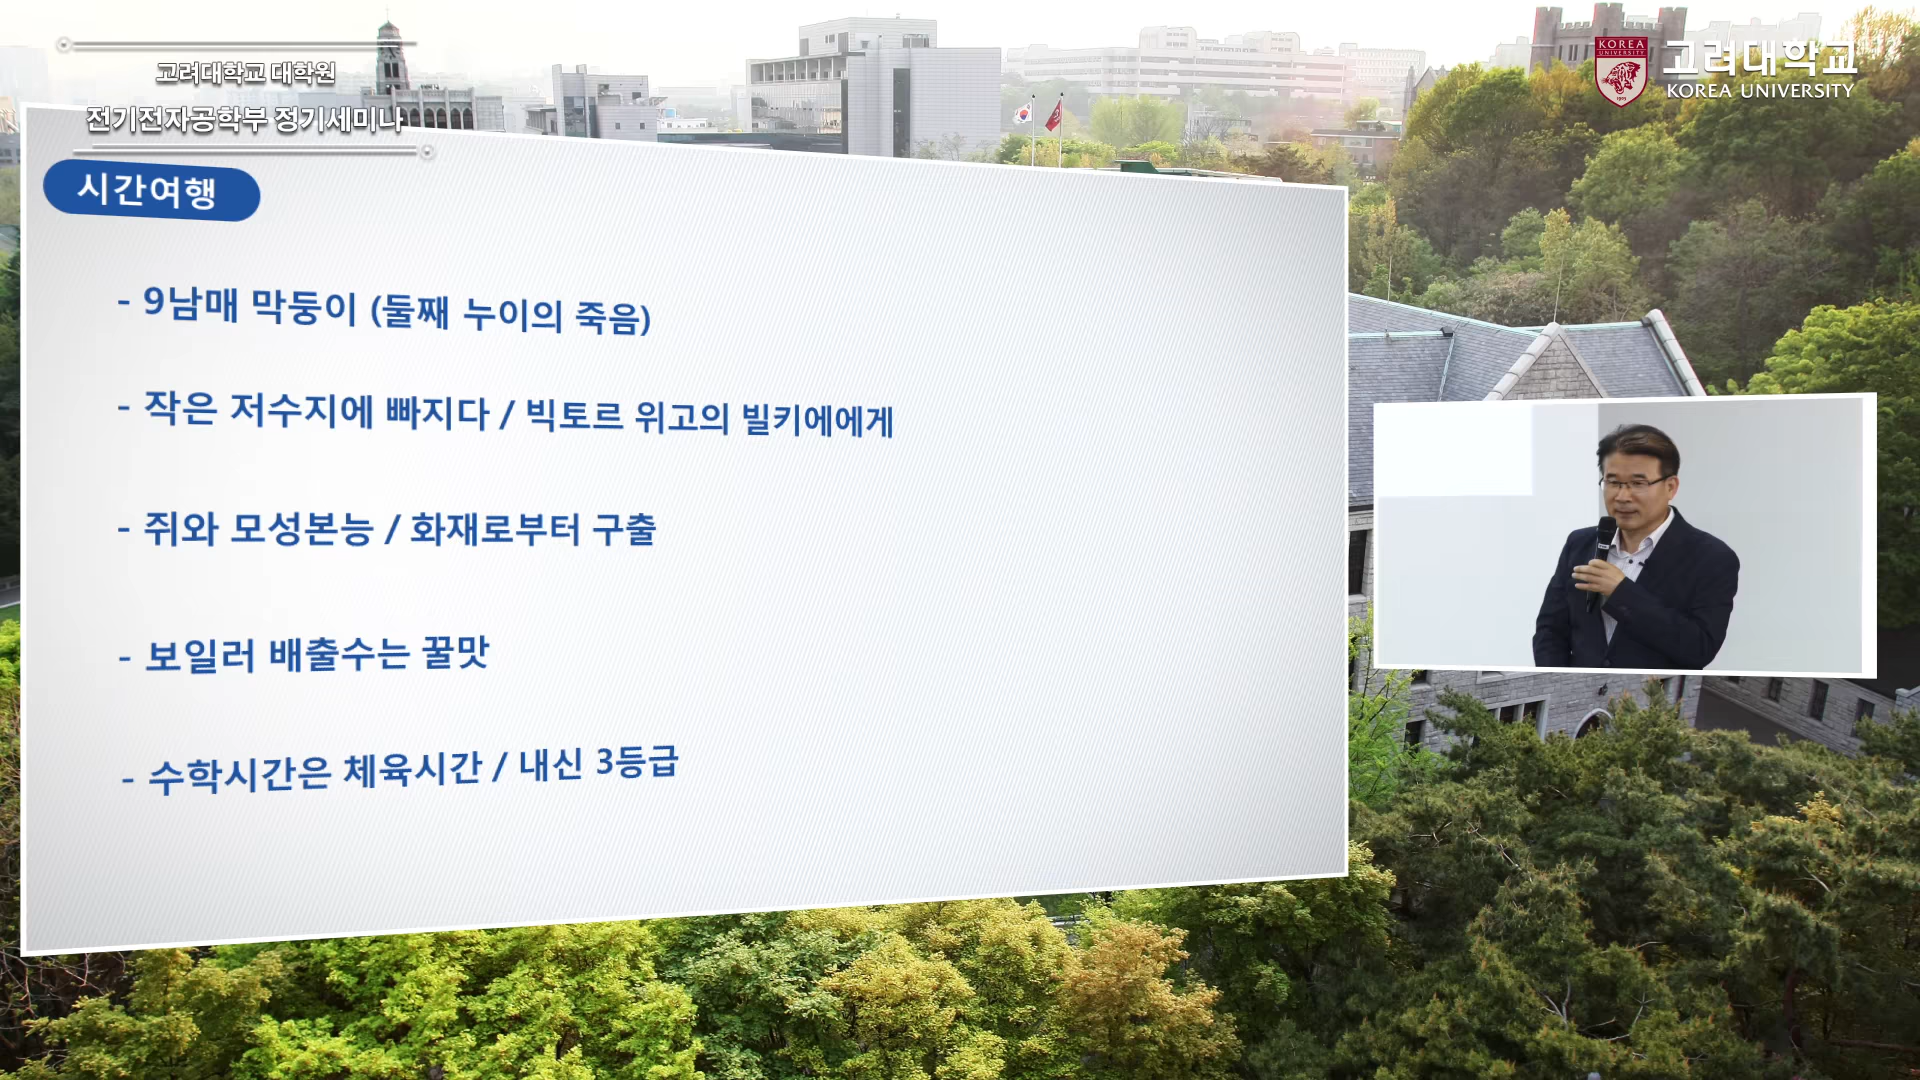 고려대학교 대학원
전기전자공학부 정기세미나
KOREA
UNIVERSITY
1905
고려대학교
KOREA UNIVERSITY
시간여행
- 9남매 막둥이 (둘째 누이의 죽음)
- 작은 저수지에 빠지다 / 빅토르 위고의 빌키에에게
- 쥐와 모성본능 / 화재로부터 구출
- 보일러 배출수는 꿀맛
- 수학시간은 체육시간 / 내신 3등급